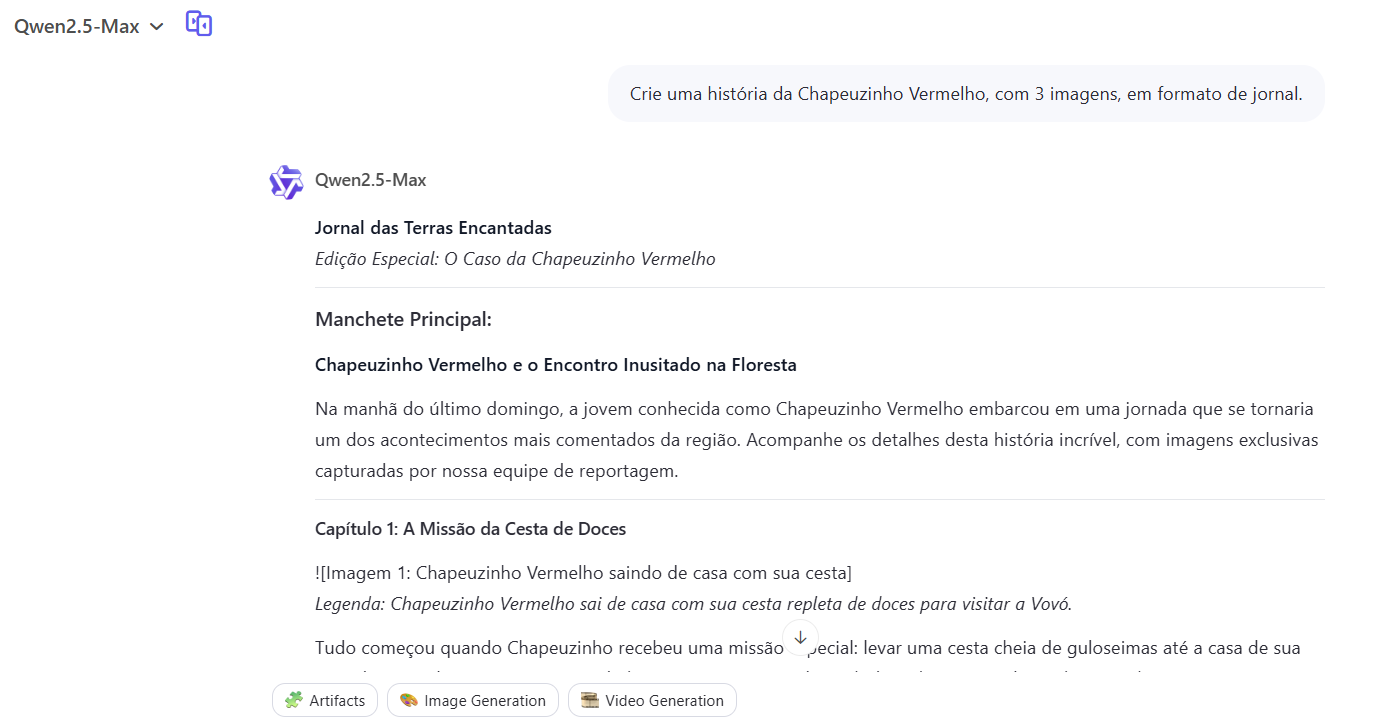 Qwen2.5-Max
Crie uma história da Chapeuzinho Vermelho, com 3 imagens, em formato de jornal.
Qwen2.5-Max
Jornal das Terras Encantadas
Edição Especial: O Caso da Chapeuzinho Vermelho
Manchete Principal:
Chapeuzinho Vermelho e o Encontro Inusitado na Floresta
Na manhã do último domingo, a jovem conhecida como Chapeuzinho Vermelho embarcou em uma jornada que se tornaria
um dos acontecimentos mais comentados da região. Acompanhe os detalhes desta história incrível, com imagens exclusivas
capturadas por nossa equipe de reportagem.
Capítulo 1: A Missão da Cesta de Doces
![Imagem 1: Chapeuzinho Vermelho saindo de casa com sua cesta]
Legenda: Chapeuzinho Vermelho sai de casa com sua cesta repleta de doces para visitar a Vovó.
Tudo começou quando Chapeuzinho recebeu uma missão especial: levar uma cesta cheia de guloseimas até a casa de sua
Artifacts
Image Generation
Video Generation